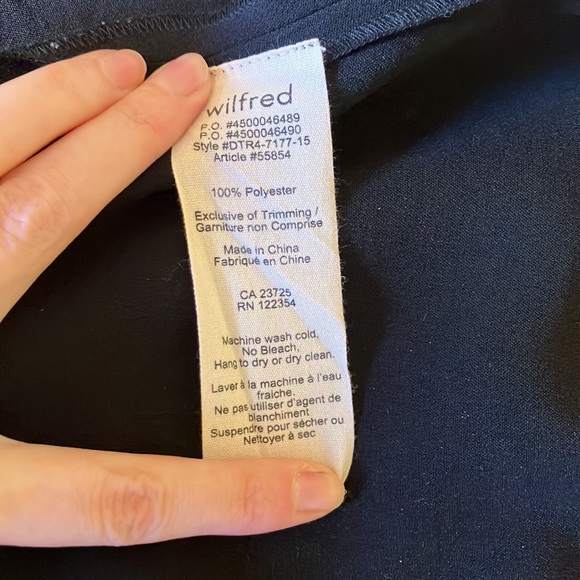 wilfred
P.O. #4500046489
P.O. #4500046490
Style #DTR4-7177-15
Article #55854
100% Polyester
Exclusive of Trimming /
Garniture non Comprise
Made in China
Fabriqué en Chine
CA 23725
RN 122354
Machine wash cold,
No Bleach,
Hang to dry or dry clean.
Laver à la machine à l'eau
fraiche.
Ne pas utiliser d'agent de
blanchiment
Suspendre pour sécher ou
Nettoyer à sec